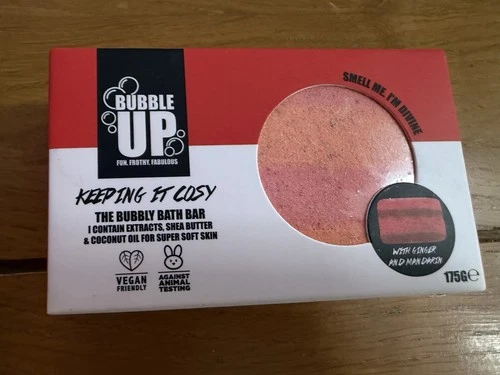 BUBBLE
UP
FUN. FROTHY. FABULOUS
SMELL ME, I'M DIVINE
KEEPING IT COSY
THE BUBBLY BATH BAR
I CONTAIN EXTRACTS, SHEA BUTTER
& COCONUT OIL FOR SUPER SOFT SKIN
VEGAN
FRIENDLY
AGAINST
ANIMAL
TESTING
WITH GINGER
AND MANDARIN
175G℮